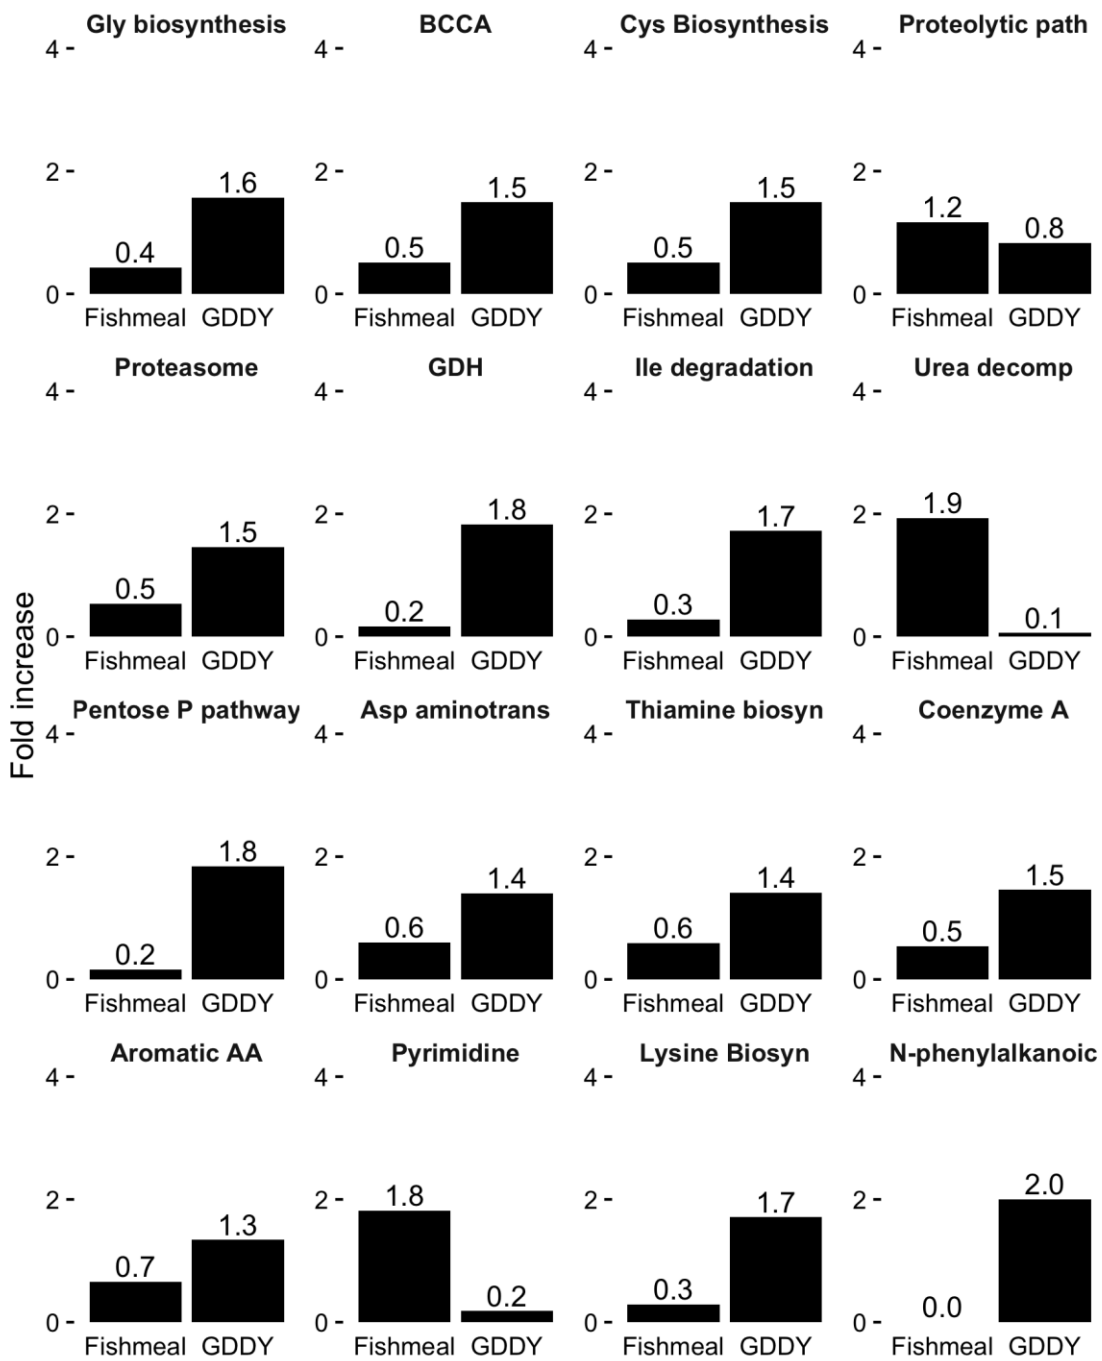 Gly biosynthesis BCCA Cys Biosynthesis Proteolytic path
4 4 4 4
2 2 2 2
0.4 1.6 0.5 1.5 0.5 1.5 1.2 0.8
0 0 0 0
Fishmeal GDDY Fishmeal GDDY Fishmeal GDDY Fishmeal GDDY
Proteasome GDH Ile degradation Urea decomp
4 4 4 4
2 2 2 2
0.5 1.5 0.2 1.8 0.3 1.7 1.9 0.1
0 0 0 0
Fishmeal GDDY Fishmeal GDDY Fishmeal GDDY Fishmeal GDDY
Fold increase
Pentose P pathway Asp aminotrans Thiamine biosyn Coenzyme A
4 4 4 4
2 2 2 2
0.2 1.8 0.6 1.4 0.6 1.4 0.5 1.5
0 0 0 0
Fishmeal GDDY Fishmeal GDDY Fishmeal GDDY Fishmeal GDDY
Aromatic AA Pyrimidine Lysine Biosyn N-phenylalkanoic
4 4 4 4
2 2 2 2
0.7 1.3 1.8 0.2 0.3 1.7 0.0 2.0
0 0 0 0
Fishmeal GDDY Fishmeal GDDY Fishmeal GDDY Fishmeal GDDY